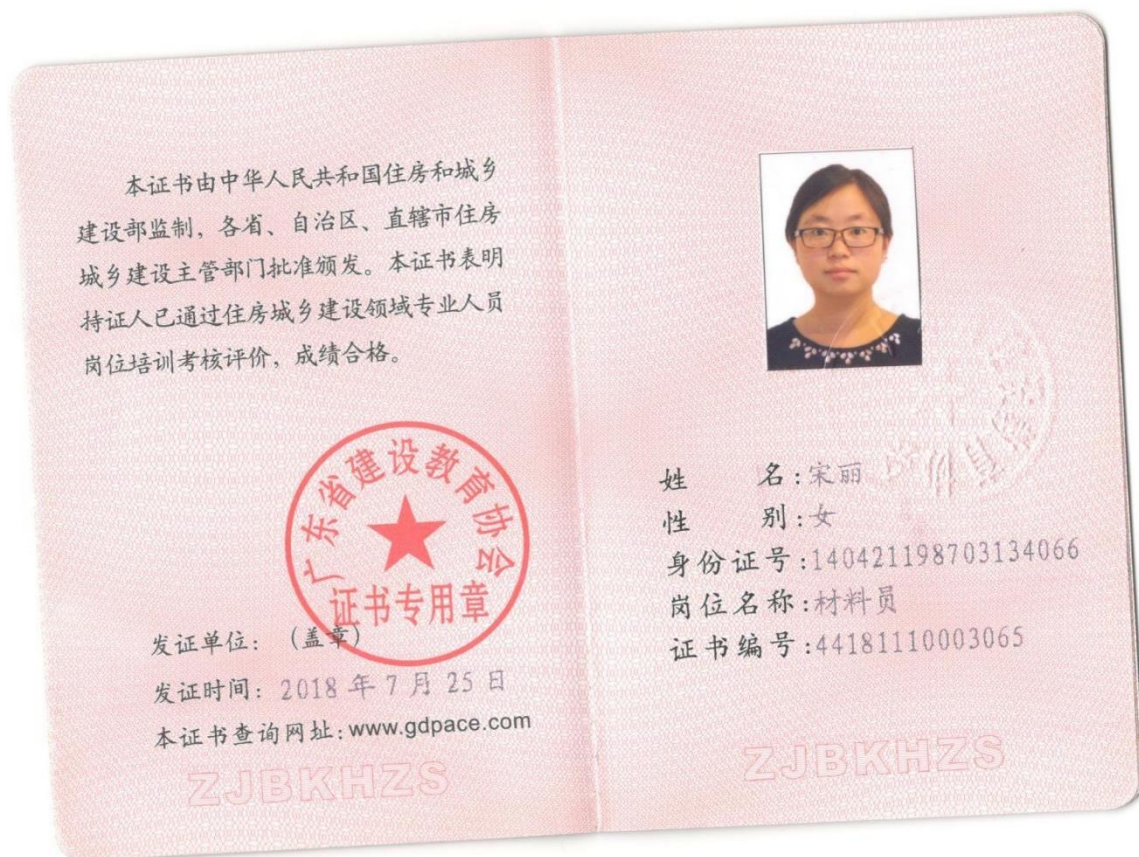 本证书由中华人民共和国住房和城乡
建设部监制，各省、自治区、直辖市住房
城乡建设主管部门批准颁发。本证书表明
持证人已通过住房城乡建设领域专业人员
岗位培训考核评价，成绩合格。
广东省建设教育协会
证书专用章
发证单位：（盖章）
发证时间：2018 年 7 月 25 日
本证书查询网址：www.gdpace.com
ZJBKHZS
姓 名：宋丽
性 别：女
身份证号：140421198703134066
岗位名称：材料员
证书编号：44181110003065
ZJBKHZS